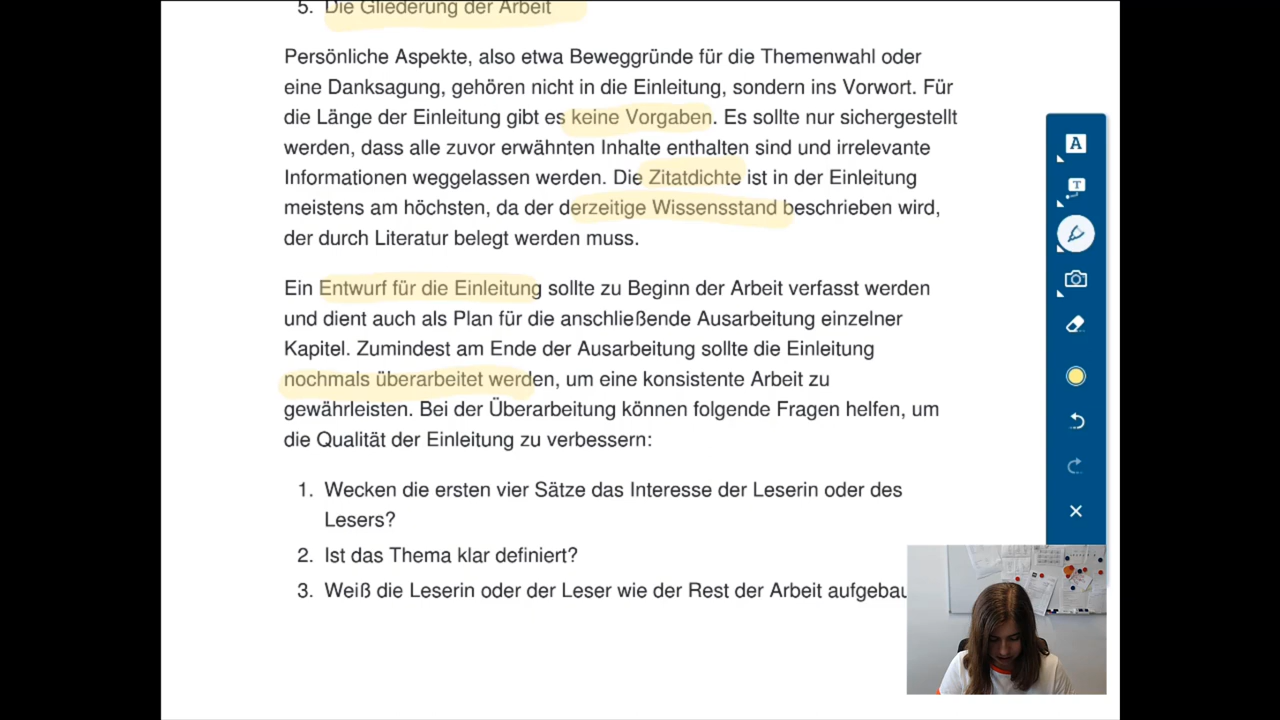 5. Die Gliederung der Arbeit
Persönliche Aspekte, also etwa Beweggründe für die Themenwahl oder
eine Danksagung, gehören nicht in die Einleitung, sondern ins Vorwort. Für
die Länge der Einleitung gibt es keine Vorgaben. Es sollte nur sichergestellt
werden, dass alle zuvor erwähnten Inhalte enthalten sind und irrelevante
Informationen weggelassen werden. Die Zitatdichte ist in der Einleitung
meistens am höchsten, da der derzeitige Wissensstand beschrieben wird,
der durch Literatur belegt werden muss.
Ein Entwurf für die Einleitung sollte zu Beginn der Arbeit verfasst werden
und dient auch als Plan für die anschließende Ausarbeitung einzelner
Kapitel. Zumindest am Ende der Ausarbeitung sollte die Einleitung
nochmals überarbeitet werden, um eine konsistente Arbeit zu
gewährleisten. Bei der Überarbeitung können folgende Fragen helfen, um
die Qualität der Einleitung zu verbessern:
1. Wecken die ersten vier Sätze das Interesse der Leserin oder des
Lesers?
2. Ist das Thema klar definiert?
3. Weiß die Leserin oder der Leser wie der Rest der Arbeit aufgebau
A
T